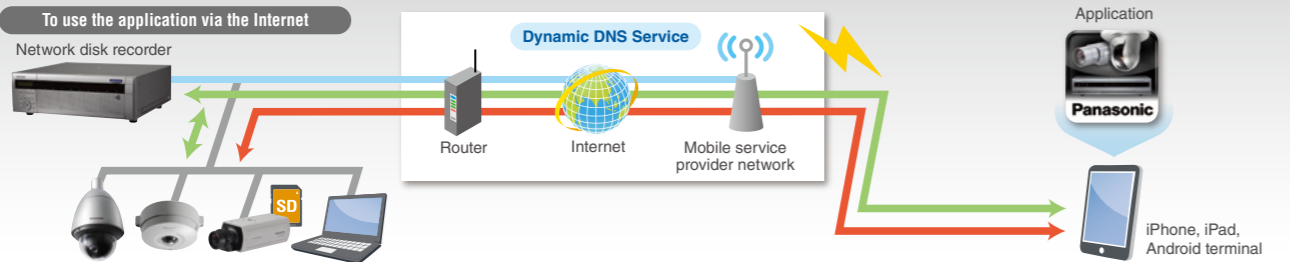 To use the application via the Internet
Network disk recorder
Dynamic DNS Service
Router
Internet
Mobile service
provider network
SD
Application
Panasonic
iPhone, iPad,
Android terminal